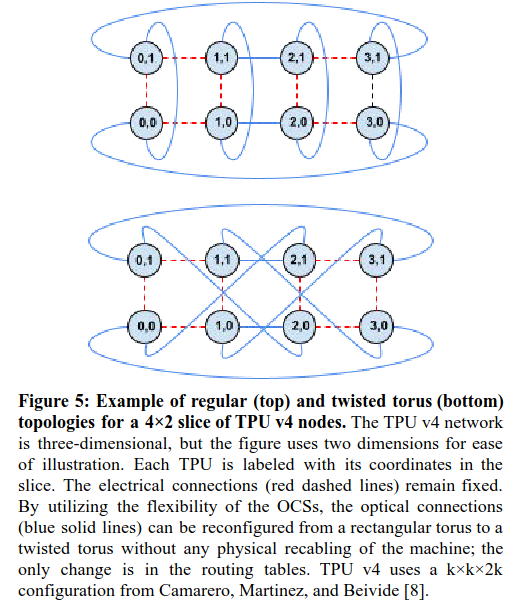 0,1 1,1 2,1 3,1
0,0 1,0 2,0 3,0
0,1 1,1 2,1 3,1
0,0 1,0 2,0 3,0
Figure 5: Example of regular (top) and twisted torus (bottom)
topologies for a 4×2 slice of TPU v4 nodes. The TPU v4 network
is three-dimensional, but the figure uses two dimensions for ease
of illustration. Each TPU is labeled with its coordinates in the
slice. The electrical connections (red dashed lines) remain fixed.
By utilizing the flexibility of the OCSs, the optical connections
(blue solid lines) can be reconfigured from a rectangular torus to a
twisted torus without any physical recabling of the machine; the
only change is in the routing tables. TPU v4 uses a k×k×2k
configuration from Camarero, Martinez, and Beivide [8].